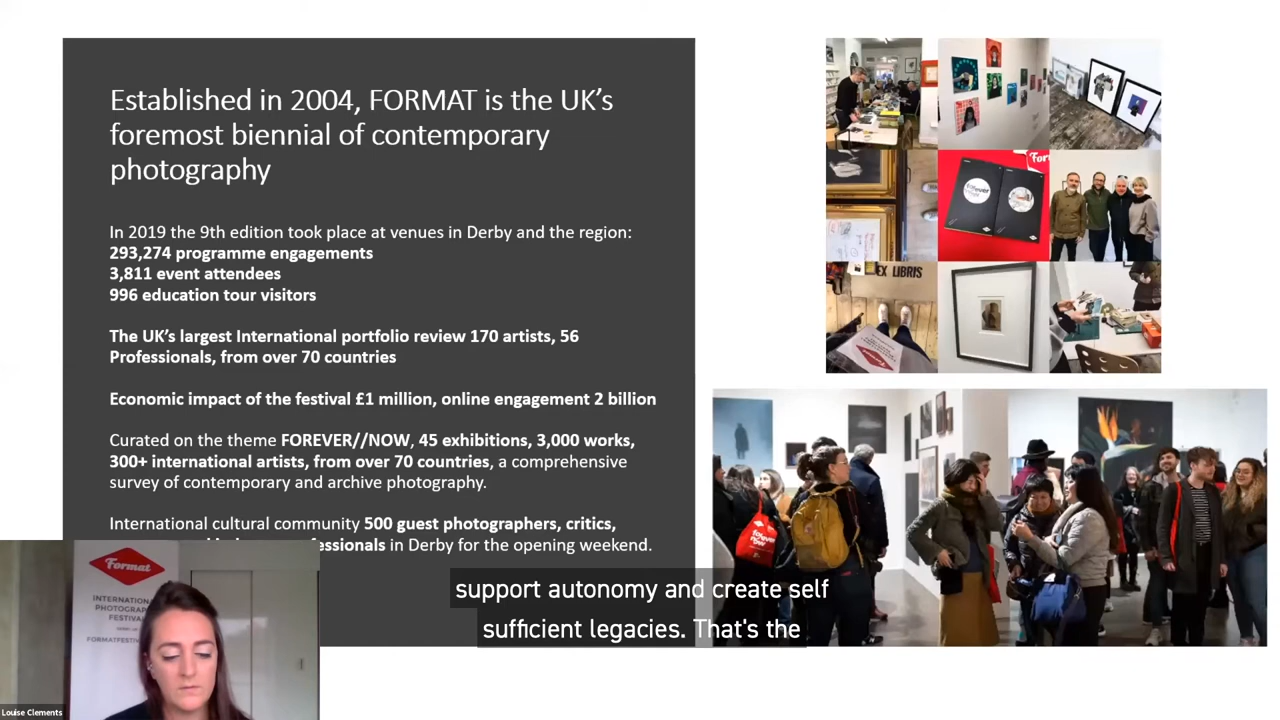 Established in 2004, FORMAT is the UK’s
foremost biennial of contemporary
photography
In 2019 the 9th edition took place at venues in Derby and the region:
293,274 programme engagements
3,811 event attendees
996 education tour visitors
The UK’s largest International portfolio review 170 artists, 56
Professionals, from over 70 countries
Economic impact of the festival £1 million, online engagement 2 billion
Curated on the theme FOREVER//NOW, 45 exhibitions, 3,000 works,
300+ international artists, from over 70 countries, a comprehensive
survey of contemporary and archive photography.
International cultural community 500 guest photographers, critics,
in Derby for the opening weekend.
EX LIBRIS
forever
now
Format
INTERNATIONAL
FESTIVAL
support autonomy and create self
sufficient legacies. That's the
Louise Clements